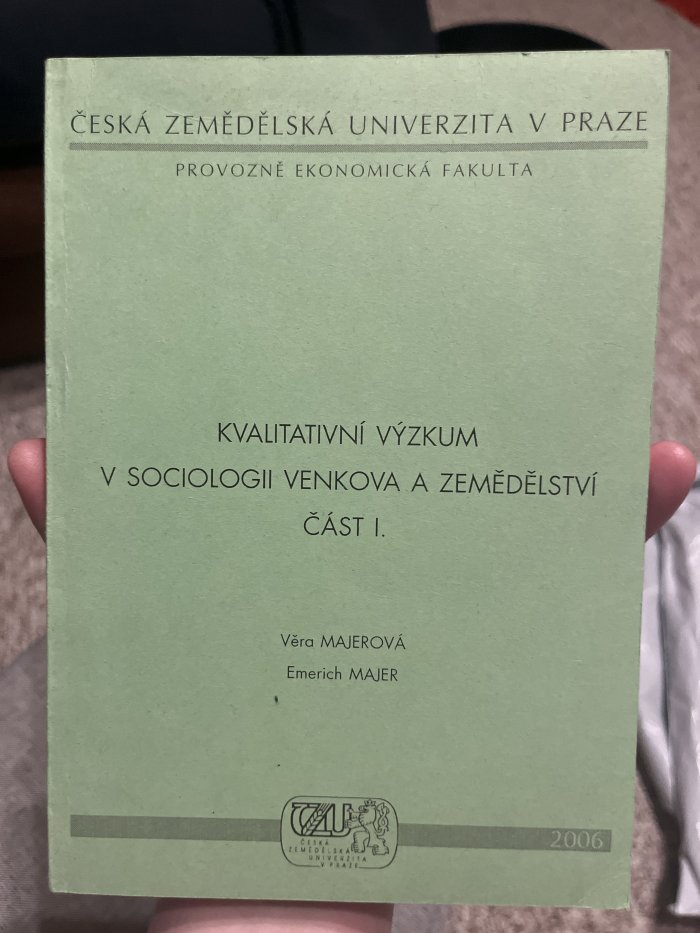 ČESKÁ ZEMĚDĚLSKÁ UNIVERZITA V PRAZE
PROVOZNĚ EKONOMICKÁ FAKULTA
KVALITATIVNÍ VÝZKUM
V SOCIOLOGII VENKOVA A ZEMĚDĚLSTVÍ
ČÁST I.
Věra MAJEROVÁ
Emerich MAJER
ČZU
ČESKÁ
ZEMĚDĚLSKÁ
UNIVERZITA
V PRAZE
2006